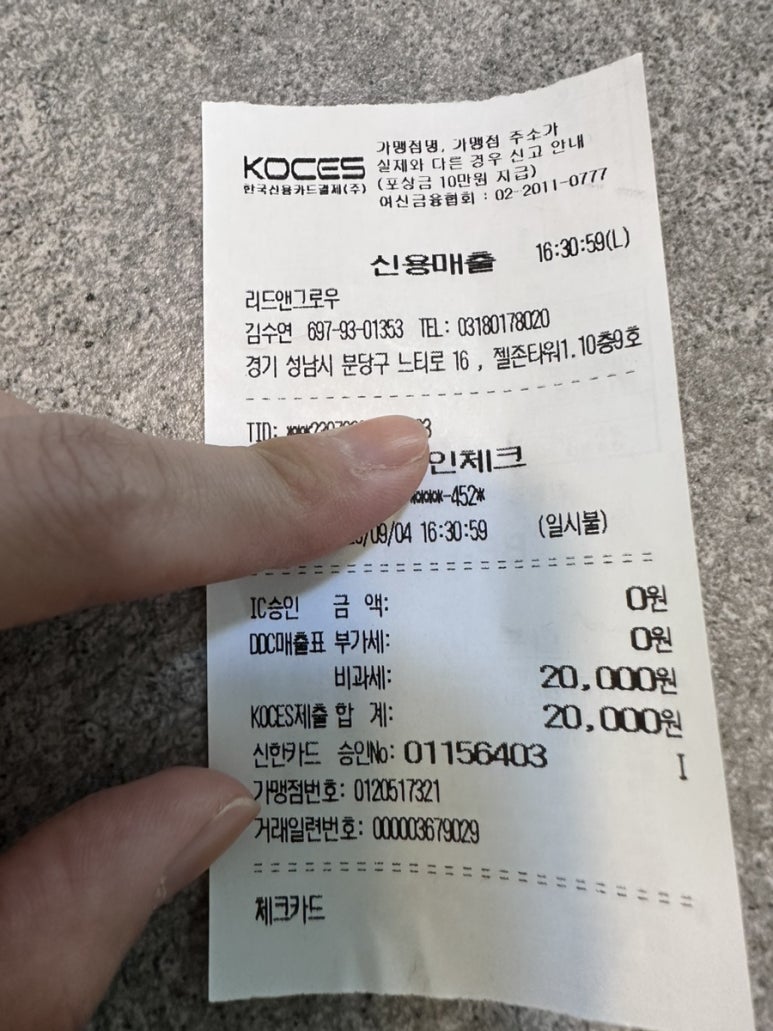 KOCES
한국신용카드결제(주)
가맹점명, 가맹점 주소가
실제와 다른 경우 신고 안내
(포상금 10만원 지급)
여신금융협회 : 02-2011-0777
신용매출 16:30:59(L)
리드앤그로우
김수연 697-93-01353 TEL: 03180178020
경기 성남시 분당구 느티로 16 , 젤존타워1.10층9호
TID:
인체크
-452*
/09/04 16:30:59 (일시불)
IC승인 금 액: 0원
DDC매출표 부가세: 0원
비과세: 20,000원
KOCES제출 합 계: 20,000원
신한카드 승인No: 01156403 I
가맹점번호: 0120517321
거래일련번호: 000003679029
체크카드